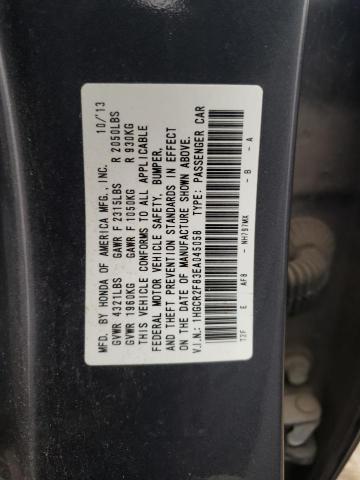 MFD. BY HONDA OF AMERICA MFG., INC. 10/'13
GVWR 4321LBS GAWR F 2315LBS R 2050LBS
GVWR 1960KG GAWR F 1050KG R 930KG
THIS VEHICLE CONFORMS TO ALL APPLICABLE
FEDERAL MOTOR VEHICLE SAFETY, BUMPER,
AND THEFT PREVENTION STANDARDS IN EFFECT
ON THE DATE OF MANUFACTURE SHOWN ABOVE.
V.I.N.: 1HGCR2F83EA045058 TYPE: PASSENGER CAR
T2F E AF8 - NH797MX - B - A